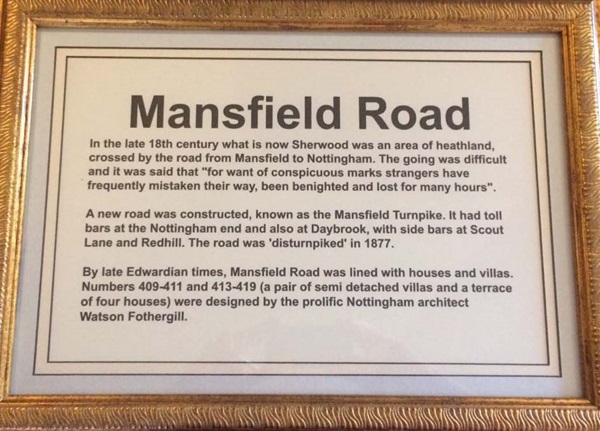 Mansfield Road
In the late 18th century what is now Sherwood was an area of heathland,
crossed by the road from Mansfield to Nottingham. The going was difficult
and it was said that "for want of conspicuous marks strangers have
frequently mistaken their way, been benighted and lost for many hours".
A new road was constructed, known as the Mansfield Turnpike. It had toll
bars at the Nottingham end and also at Daybrook, with side bars at Scout
Lane and Redhill. The road was 'disturnpiked' in 1877.
By late Edwardian times, Mansfield Road was lined with houses and villas.
Numbers 409-411 and 413-419 (a pair of semi detached villas and a terrace
of four houses) were designed by the prolific Nottingham architect
Watson Fothergill.